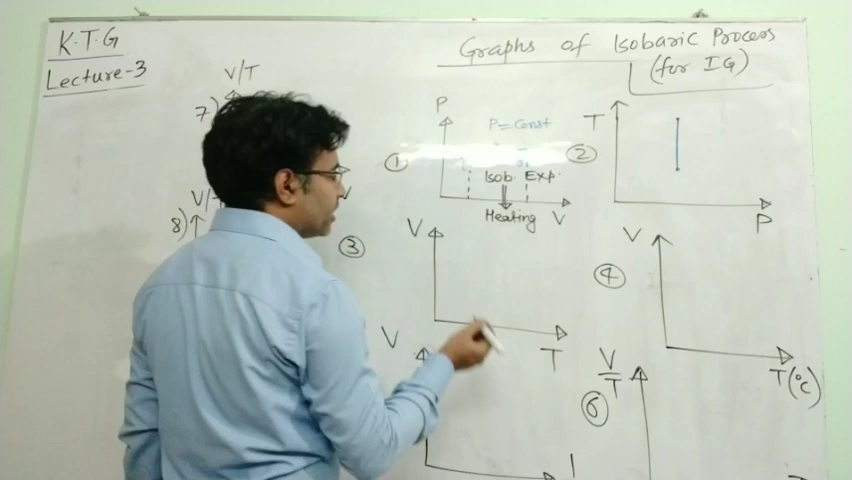 K.T.G
Lecture-3
Graphs of Isobaric Process
(for IG)
V/T
7)
8)
P
P = Const
①
Isob. Exp.
Heating
V
T
②
P
③
V
T
④
V
T(°C)
V
⑥
V/T